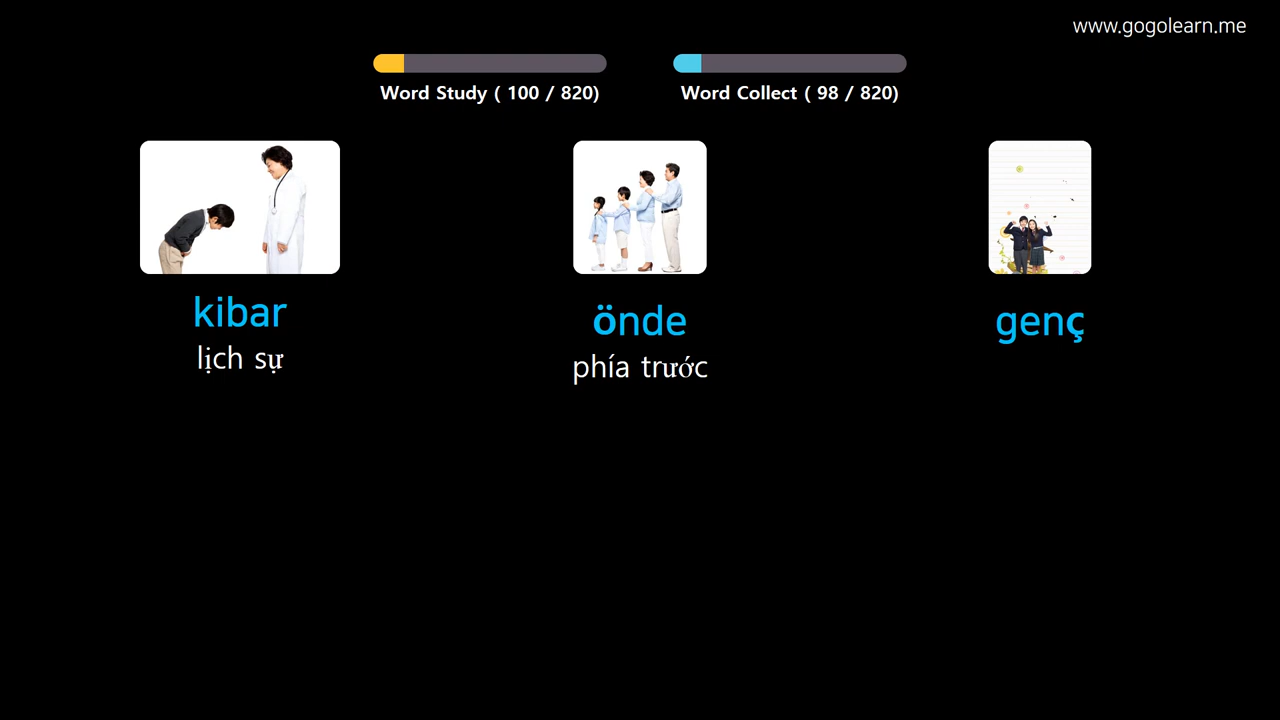 www.gogolearn.me
Word Study ( 100 / 820)
Word Collect ( 98 / 820)
kibar
lịch sự
önde
phía trước
genç